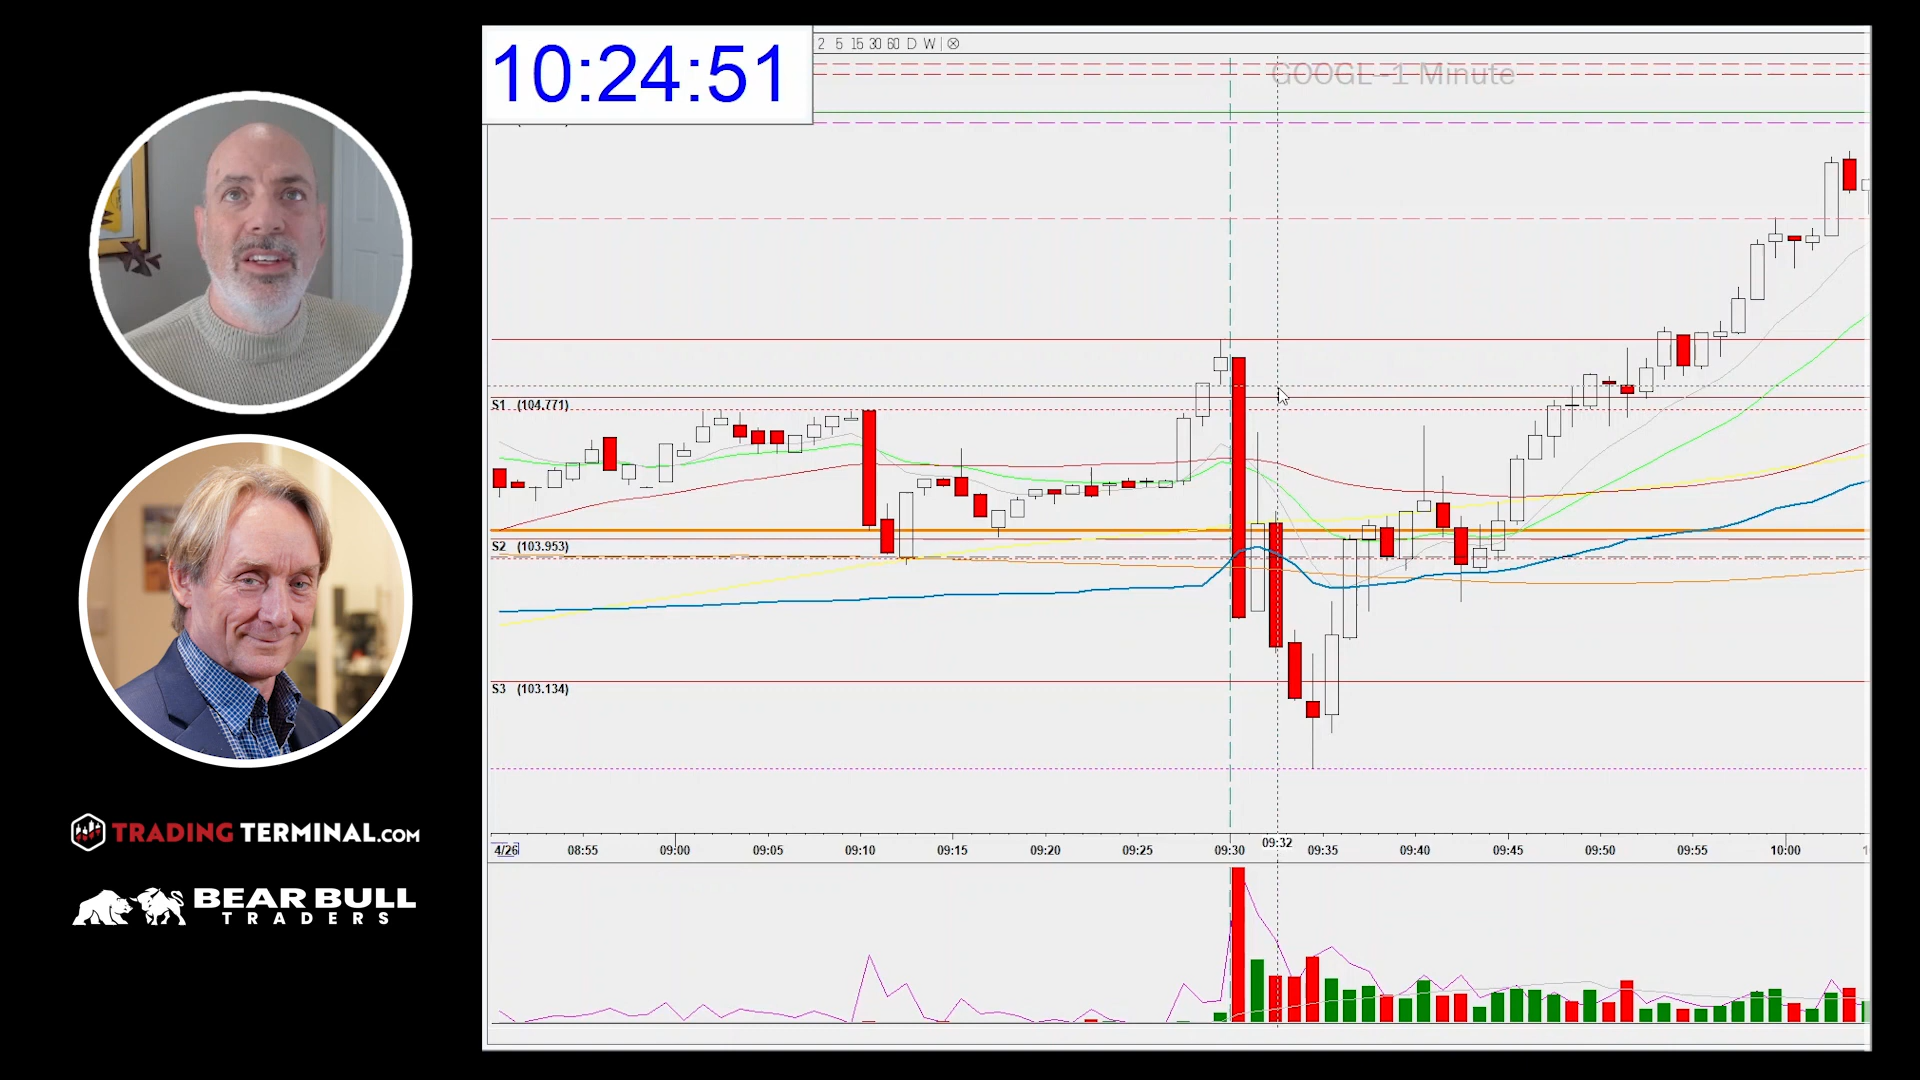 10:24:51
2 5 15 30 60 D W
GOOGL--1 Minute
S1 (104.771)
S2 (103.953)
S3 (103.134)
4/26 08:55 09:00 09:05 09:10 09:15 09:20 09:25 09:30 09:32 09:35 09:40 09:45 09:50 09:55 10:00
TRADING TERMINAL.COM
BEAR BULL
TRADERS